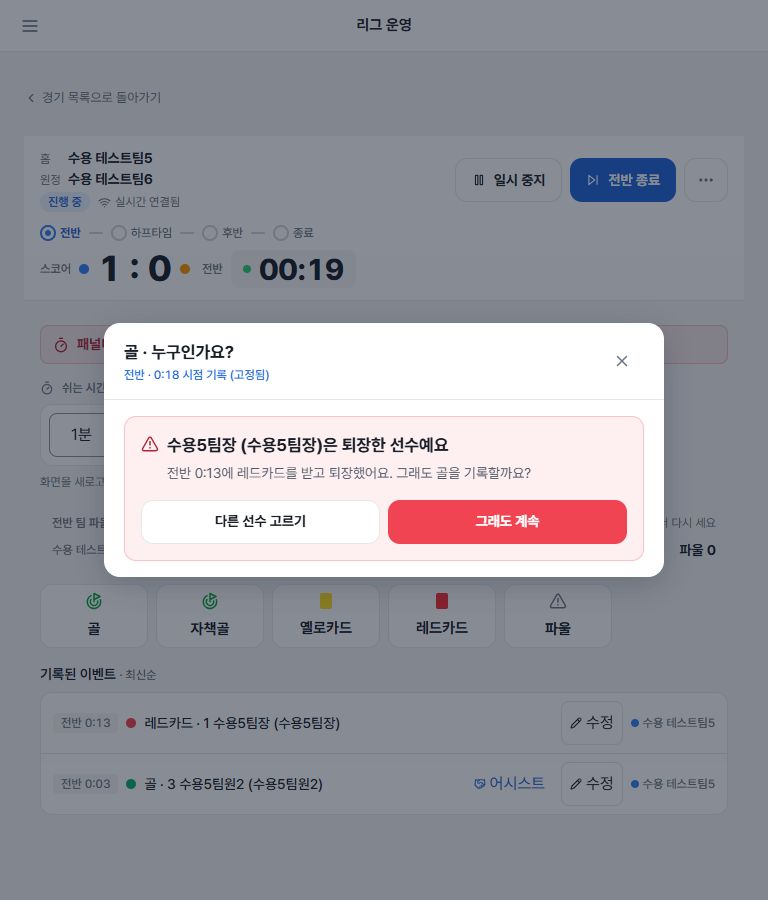 리그 운영
경기 목록으로 돌아가기
홈 수용 테스트팀5
원정 수용 테스트팀6
진행 중 실시간 연결됨
일시 중지
전반 종료
전반 하프타임 후반 종료
스코어 1 : 0 전반 00:19
패널
쉬는 시간
1분
화면을 새로고
전반 팀 파울
다시 세요
수용 테스트
파울 0
골 · 누구인가요?
전반 · 0:18 시점 기록 (고정됨)
수용5팀장 (수용5팀장)은 퇴장한 선수예요
전반 0:13에 레드카드를 받고 퇴장했어요. 그래도 골을 기록할까요?
다른 선수 고르기
그래도 계속
골
자책골
옐로카드
레드카드
파울
기록된 이벤트 · 최신순
전반 0:13 레드카드 · 1 수용5팀장 (수용5팀장) 수정 수용 테스트팀5
전반 0:03 골 · 3 수용5팀원2 (수용5팀원2) 어시스트 수정 수용 테스트팀5